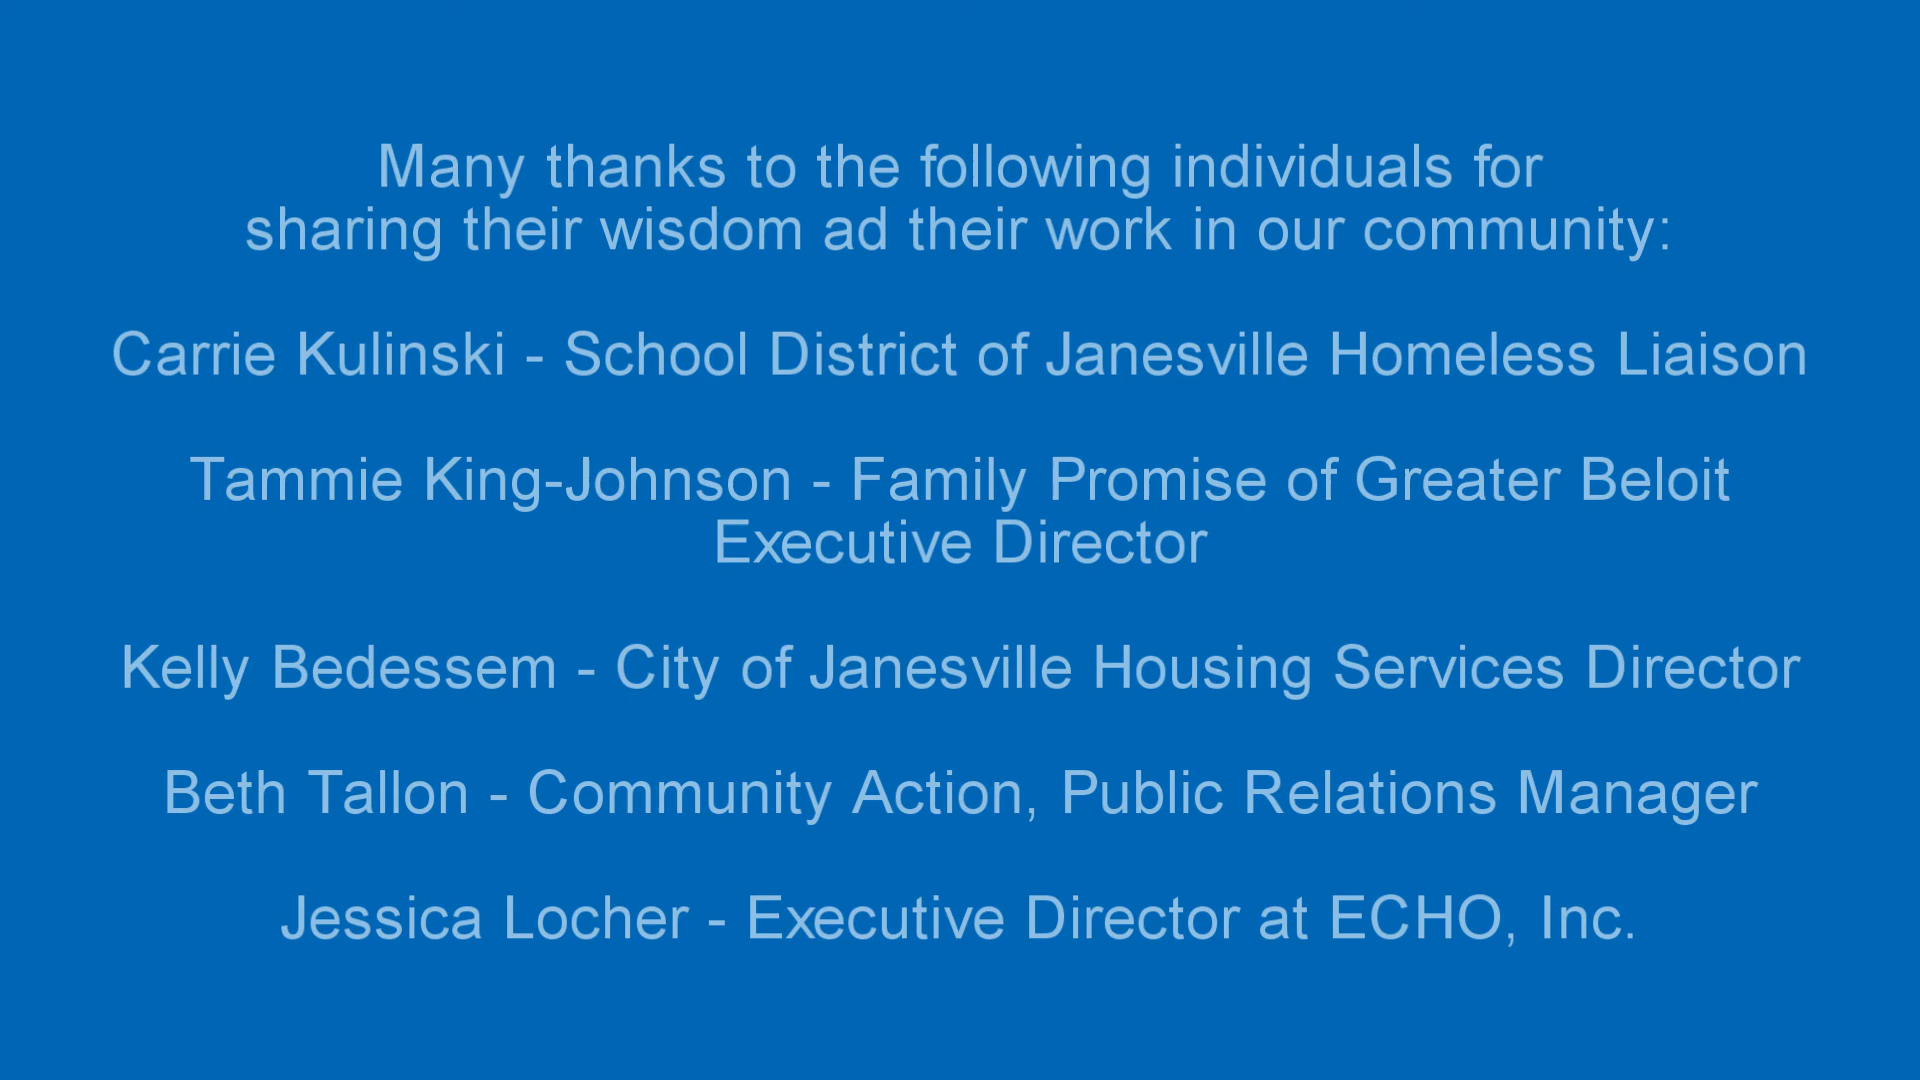 Many thanks to the following individuals for
sharing their wisdom ad their work in our community:
Carrie Kulinski - School District of Janesville Homeless Liaison
Tammie King-Johnson - Family Promise of Greater Beloit
Executive Director
Kelly Bedessem - City of Janesville Housing Services Director
Beth Tallon - Community Action, Public Relations Manager
Jessica Locher - Executive Director at ECHO, Inc.